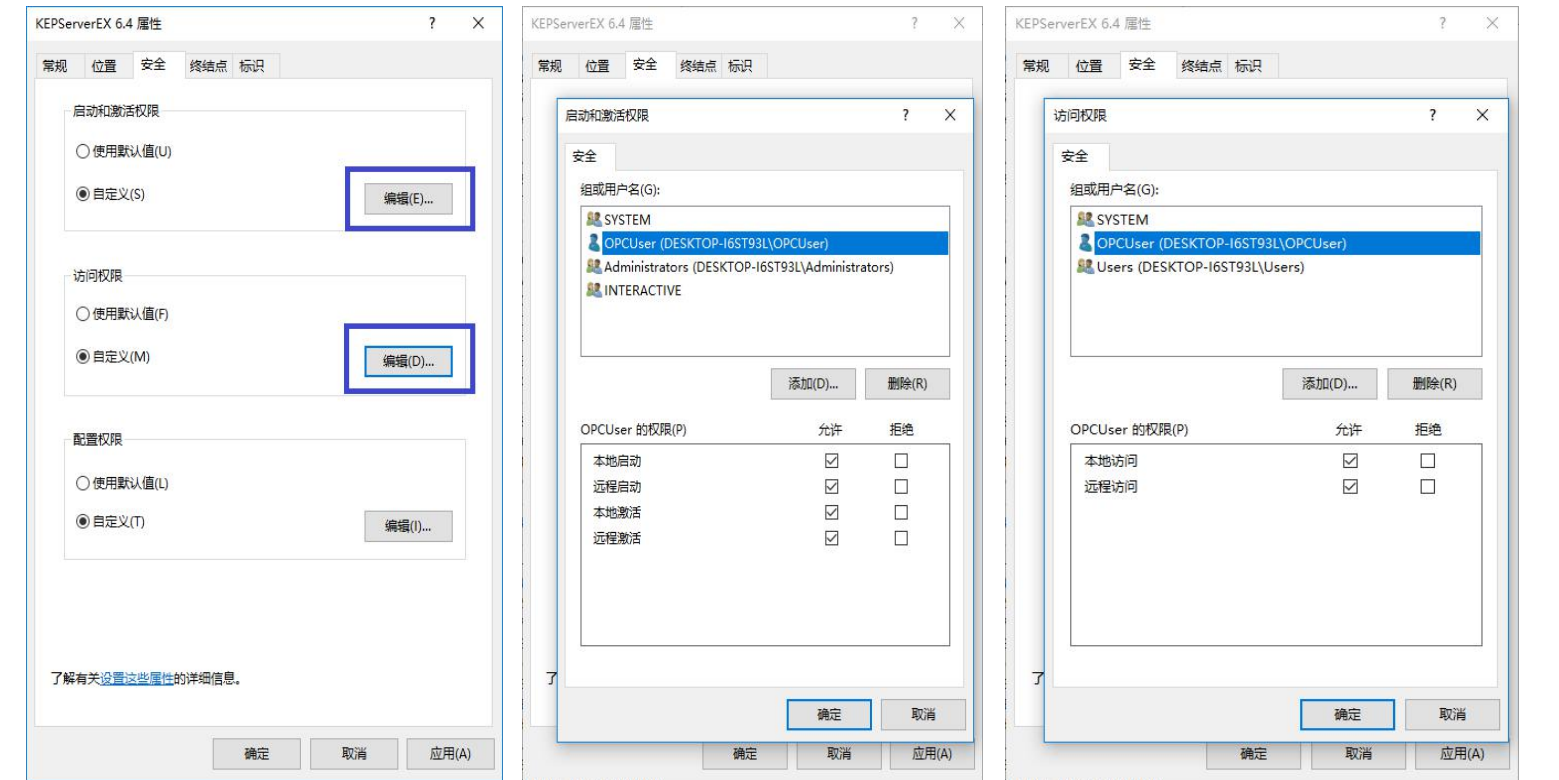 KEPServerEX 6.4 属性
? ×
常规 位置 安全 终结点 标识
启动和激活权限
使用默认值(U)
自定义(S)
编辑(E)...
访问权限
使用默认值(F)
自定义(M)
编辑(D)...
配置权限
使用默认值(L)
自定义(T)
编辑(I)...
了解有关设置这些属性的详细信息。
确定 取消 应用(A)
KEPServerEX 6.4 属性
? ×
常规 位置 安全 终结点 标识
启动和激活权限
? ×
安全
组或用户名(G):
SYSTEM
OPCUser (DESKTOP-I6ST93L\OPCUser)
Administrators (DESKTOP-I6ST93L\Administrators)
INTERACTIVE
添加(D)... 删除(R)
OPCUser 的权限(P) 允许 拒绝
本地启动
远程启动
本地激活
远程激活
确定 取消
了
确定 取消 应用(A)
KEPServerEX 6.4 属性
? ×
常规 位置 安全 终结点 标识
访问权限
? ×
安全
组或用户名(G):
SYSTEM
OPCUser (DESKTOP-I6ST93L\OPCUser)
Users (DESKTOP-I6ST93L\Users)
添加(D)... 删除(R)
OPCUser 的权限(P) 允许 拒绝
本地访问
远程访问
确定 取消
了
确定 取消 应用(A)